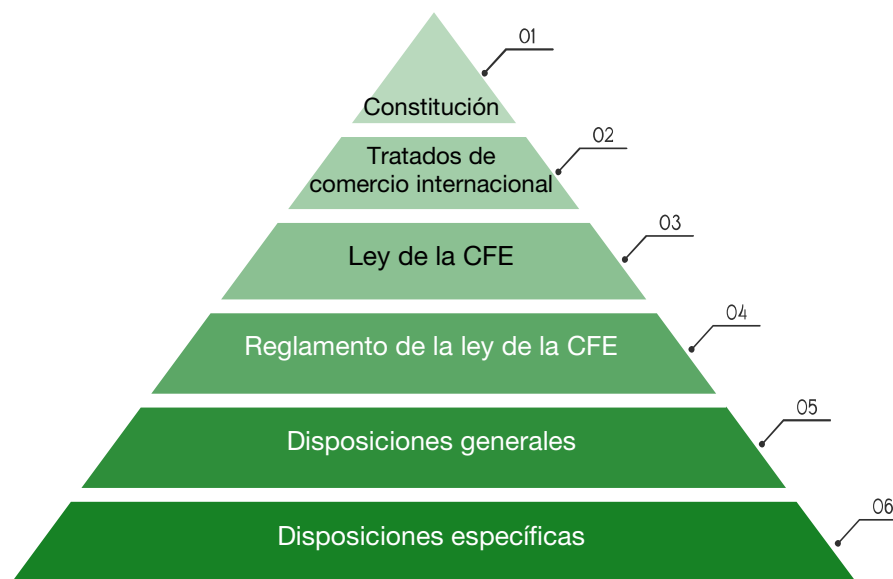 01
Constitución
02
Tratados de
comercio internacional
03
Ley de la CFE
04
Reglamento de la ley de la CFE
05
Disposiciones generales
06
Disposiciones específicas